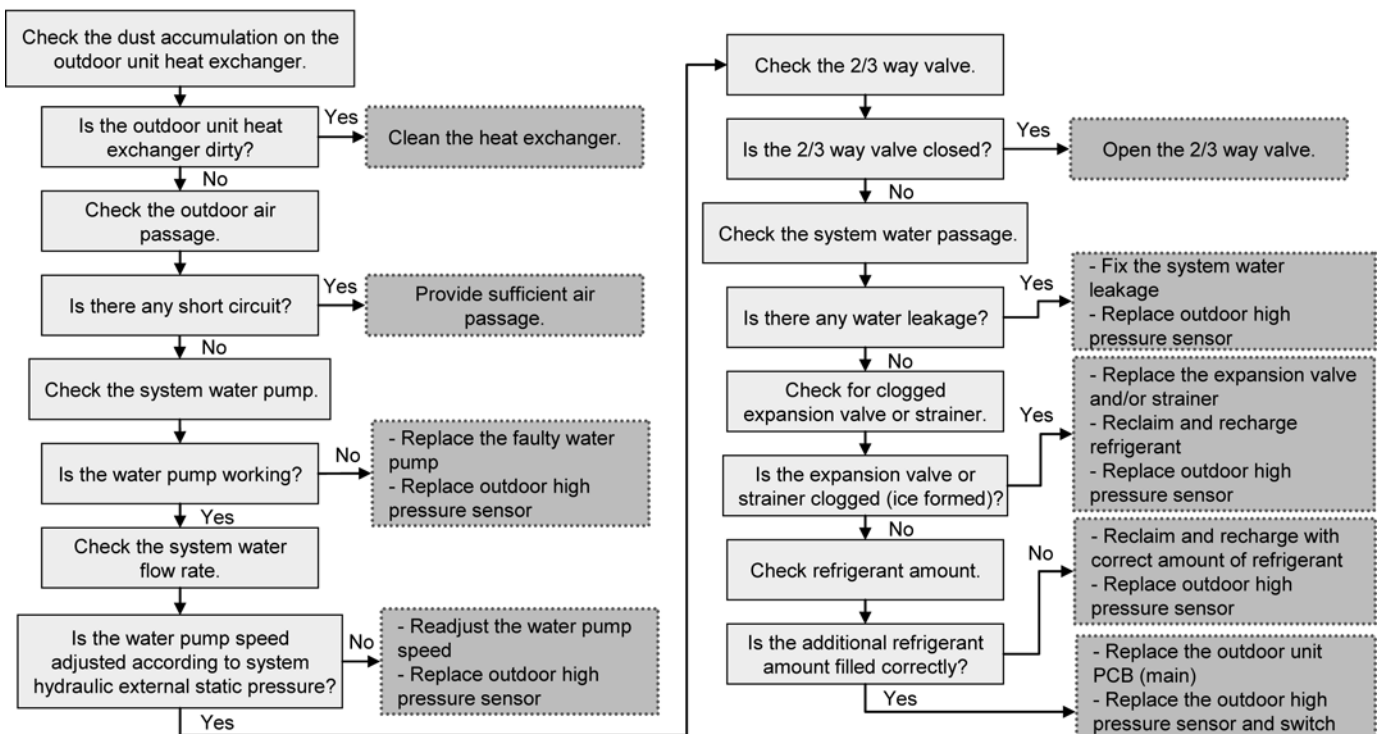 Check the dust accumulation on the
outdoor unit heat exchanger.
Is the outdoor unit heat
exchanger dirty?
Yes
Clean the heat exchanger.
No
Check the outdoor air
passage.
Is there any short circuit?
Yes
Provide sufficient air
passage.
No
Check the system water pump.
Is the water pump working?
No
- Replace the faulty water
pump
- Replace outdoor high
pressure sensor
Yes
Check the system water
flow rate.
Is the water pump speed
adjusted according to system
hydraulic external static pressure?
No
- Readjust the water pump
speed
- Replace outdoor high
pressure sensor
Yes
Check the 2/3 way valve.
Is the 2/3 way valve closed?
Yes
Open the 2/3 way valve.
No
Check the system water passage.
Is there any water leakage?
Yes
- Fix the system water
leakage
- Replace outdoor high
pressure sensor
No
Check for clogged
expansion valve or strainer.
Is the expansion valve or
strainer clogged (ice formed)?
Yes
- Replace the expansion valve
and/or strainer
- Reclaim and recharge
refrigerant
- Replace outdoor high
pressure sensor
No
Check refrigerant amount.
Is the additional refrigerant
amount filled correctly?
No
- Reclaim and recharge with
correct amount of refrigerant
- Replace outdoor high
pressure sensor
Yes
- Replace the outdoor unit
PCB (main)
- Replace the outdoor high
pressure sensor and switch